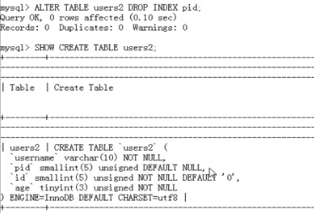 mysql> ALTER TABLE users2 DROP INDEX pid;
Query OK, 0 rows affected (0.10 sec)
Records: 0  Duplicates: 0  Warnings: 0
mysql> SHOW CREATE TABLE users2;
| Table | Create Table
| users2 | CREATE TABLE `users2` (
`username` varchar(10) NOT NULL,
`pid` smallint(5) unsigned DEFAULT NULL,
`id` smallint(5) unsigned NOT NULL DEFAULT '0',
`age` tinyint(3) unsigned NOT NULL
) ENGINE=InnoDB DEFAULT CHARSET=utf8 |